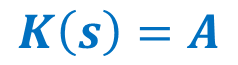 K(s) = A